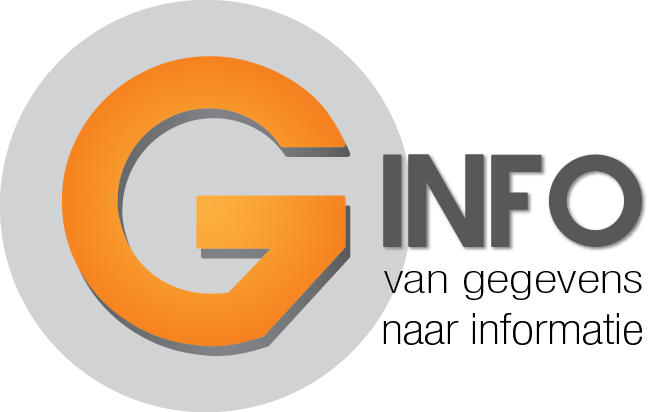 G INFO
van gegevens
naar informatie